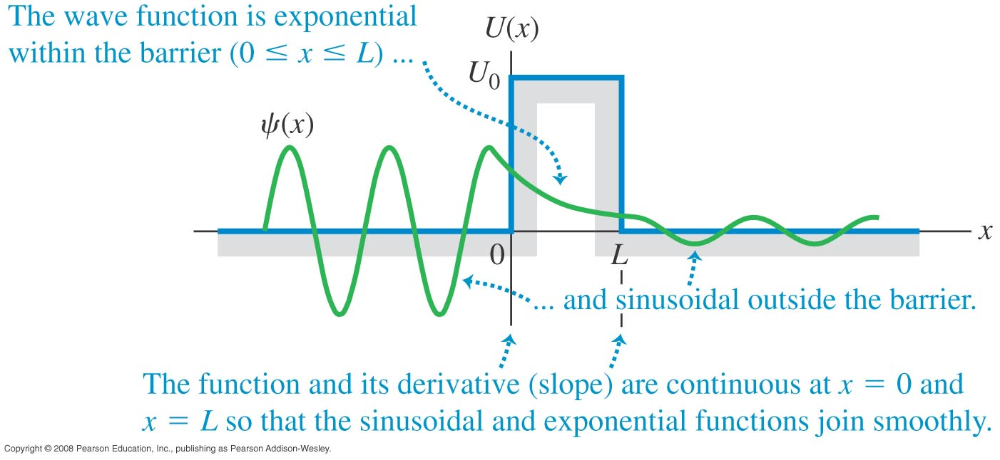 The wave function is exponential
within the barrier (0 ≤ x ≤ L) ...
U(x)
U₀
ψ(x)
x
0
L
... and sinusoidal outside the barrier.
The function and its derivative (slope) are continuous at x = 0 and
x = L so that the sinusoidal and exponential functions join smoothly.
Copyright © 2008 Pearson Education, Inc., publishing as Pearson Addison-Wesley.